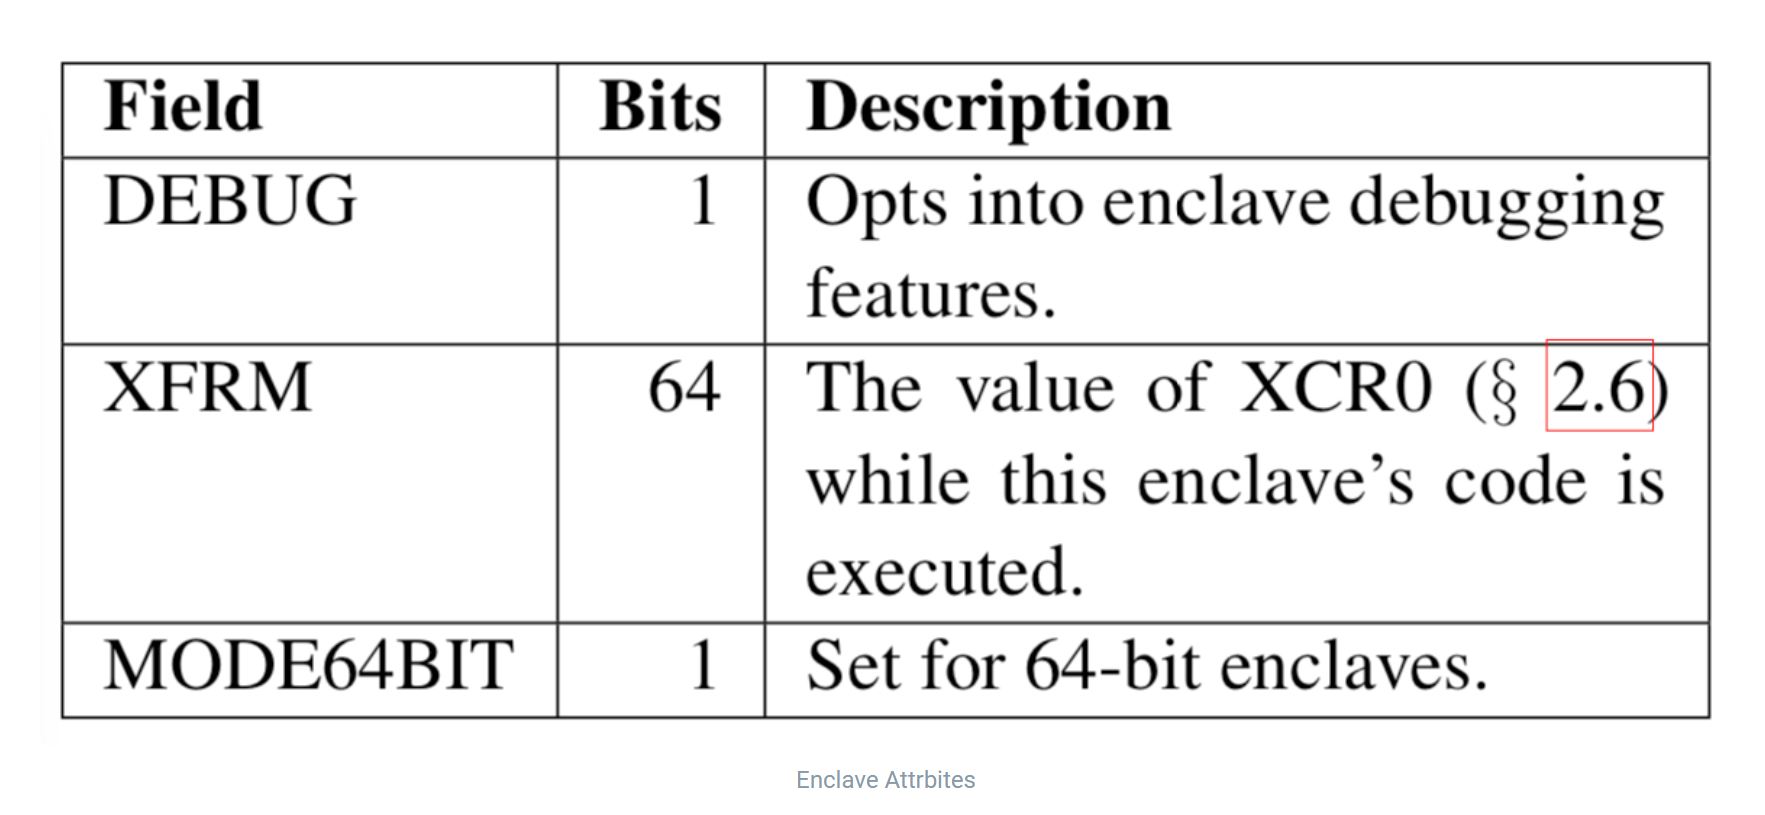 Field Bits Description
DEBUG 1 Opts into enclave debugging
features.
XFRM 64 The value of XCR0 (§ 2.6)
while this enclave’s code is
executed.
MODE64BIT 1 Set for 64-bit enclaves.
Enclave Attrbites